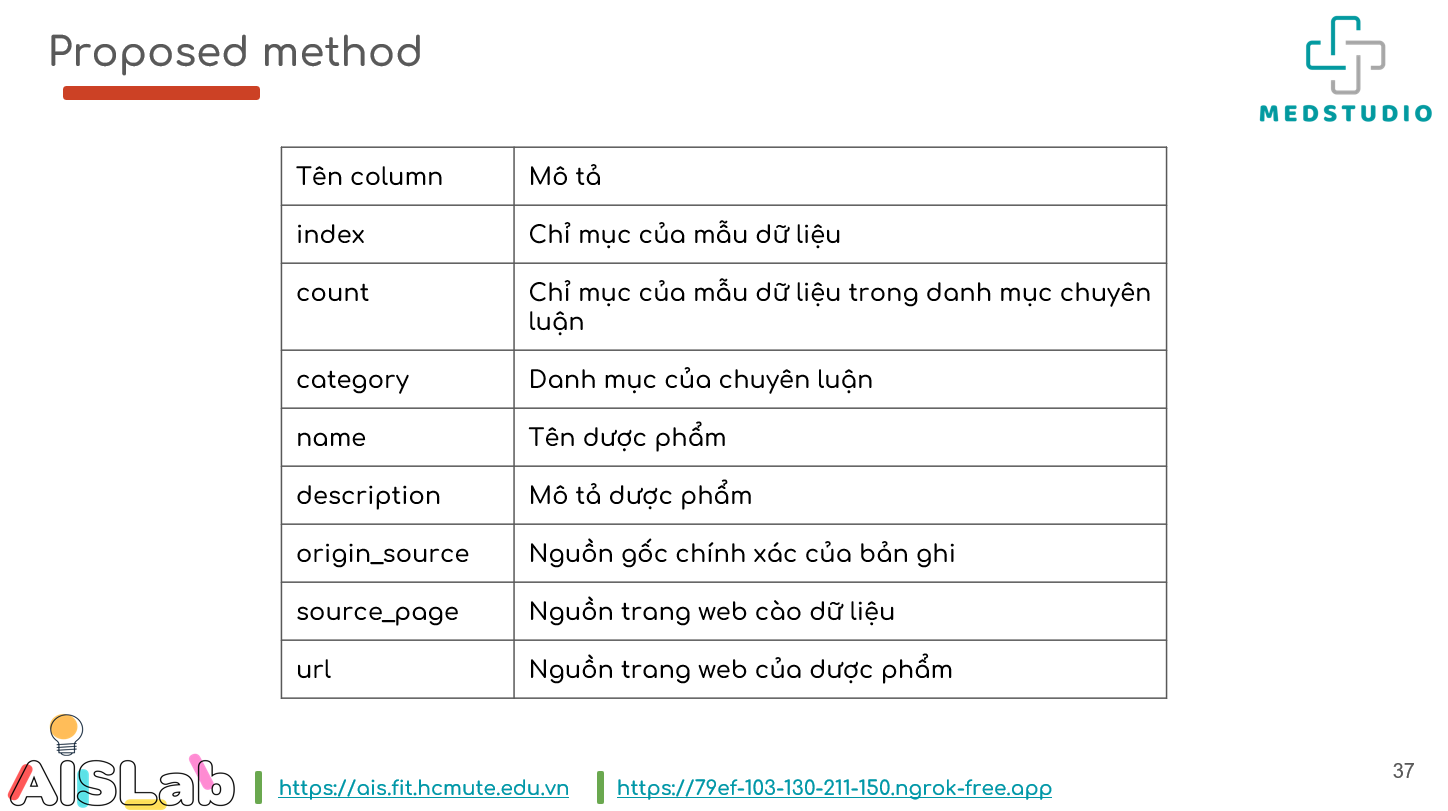 Proposed method
MEDSTUDIO
Tên column Mô tả
index Chỉ mục của mẫu dữ liệu
count Chỉ mục của mẫu dữ liệu trong danh mục chuyên
luận
category Danh mục của chuyên luận
name Tên dược phẩm
description Mô tả dược phẩm
origin_source Nguồn gốc chính xác của bản ghi
source_page Nguồn trang web cào dữ liệu
url Nguồn trang web của dược phẩm
AISLab https://ais.fit.hcmute.edu.vn https://79ef-103-130-211-150.ngrok-free.app
37